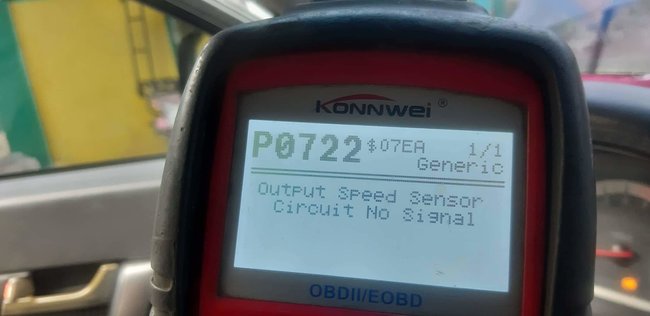 KONNWEI ®
P0722 $07EA 1/1
Generic
Output Speed Sensor
Circuit No Signal
OBDII/EOBD